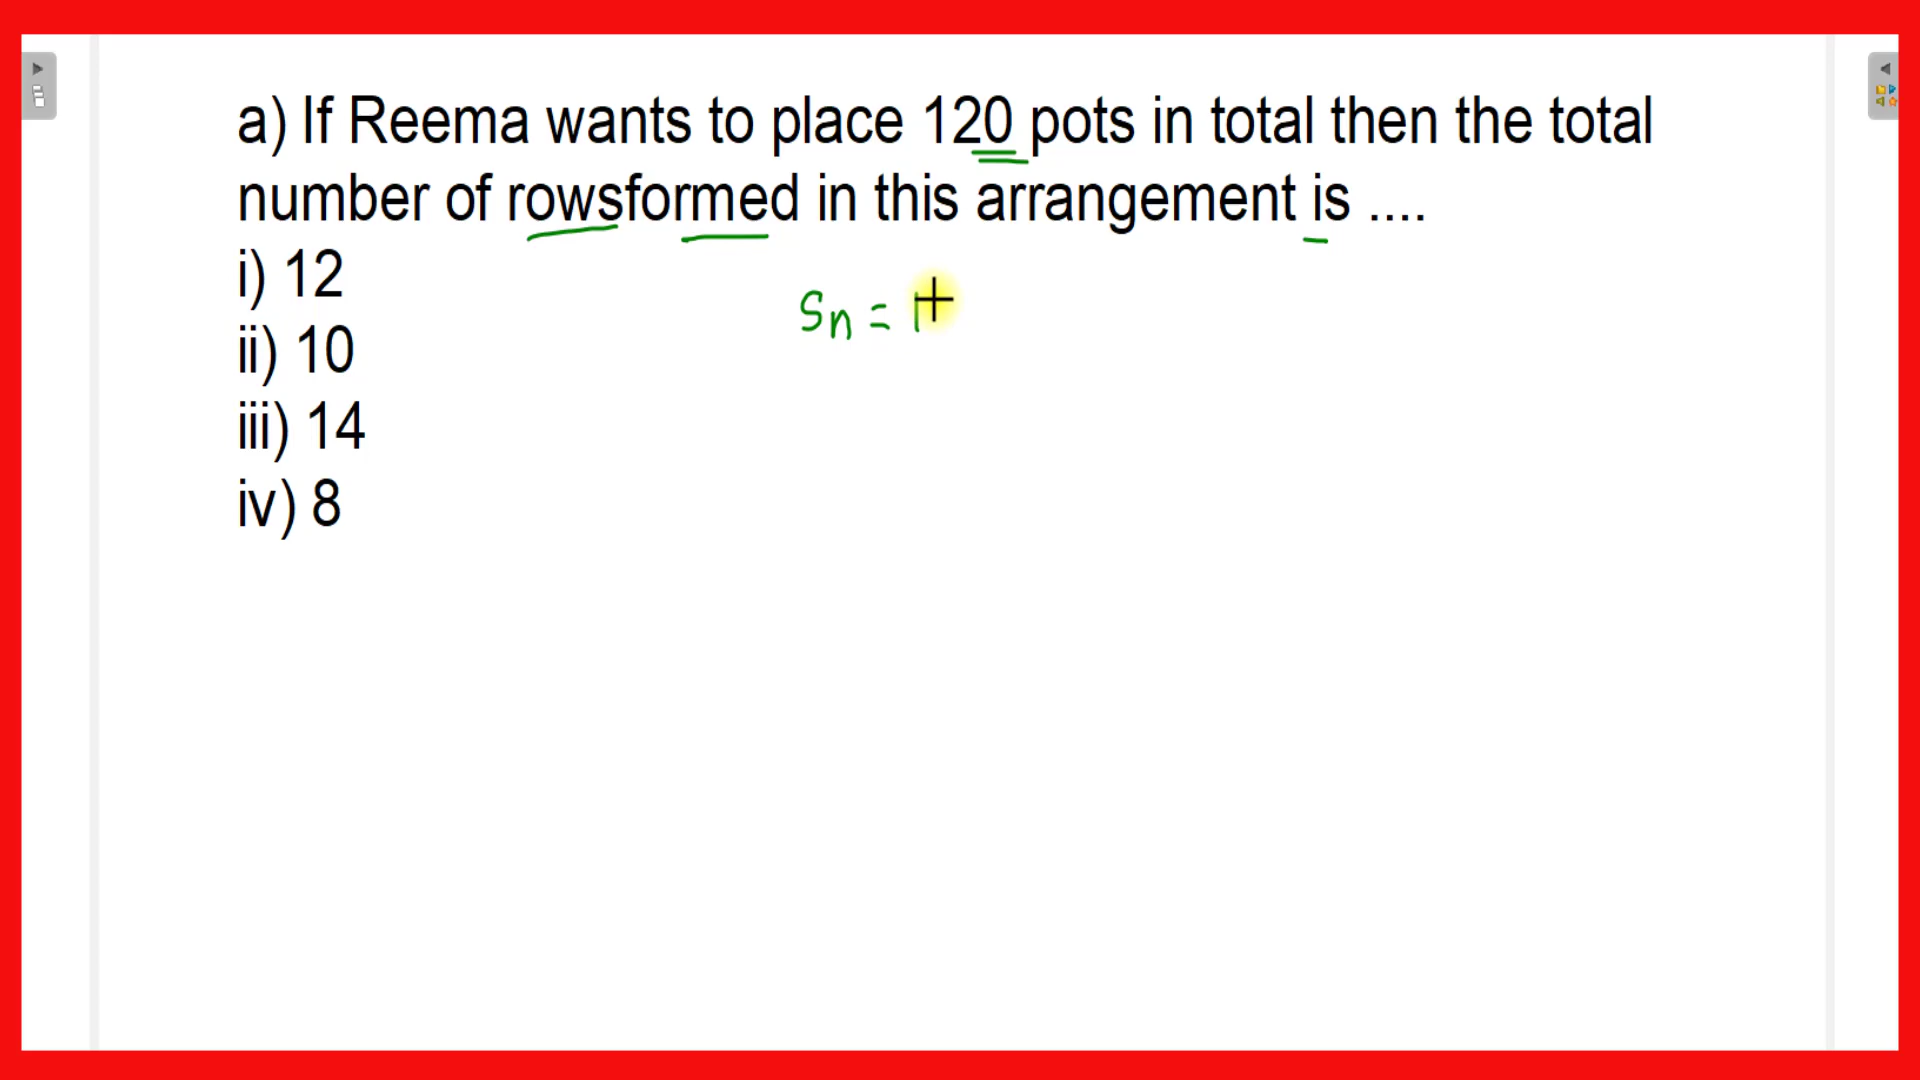 a) If Reema wants to place 120 pots in total then the total
number of rowsformed in this arrangement is ....
i) 12
ii) 10
iii) 14
iv) 8
Sn = 1